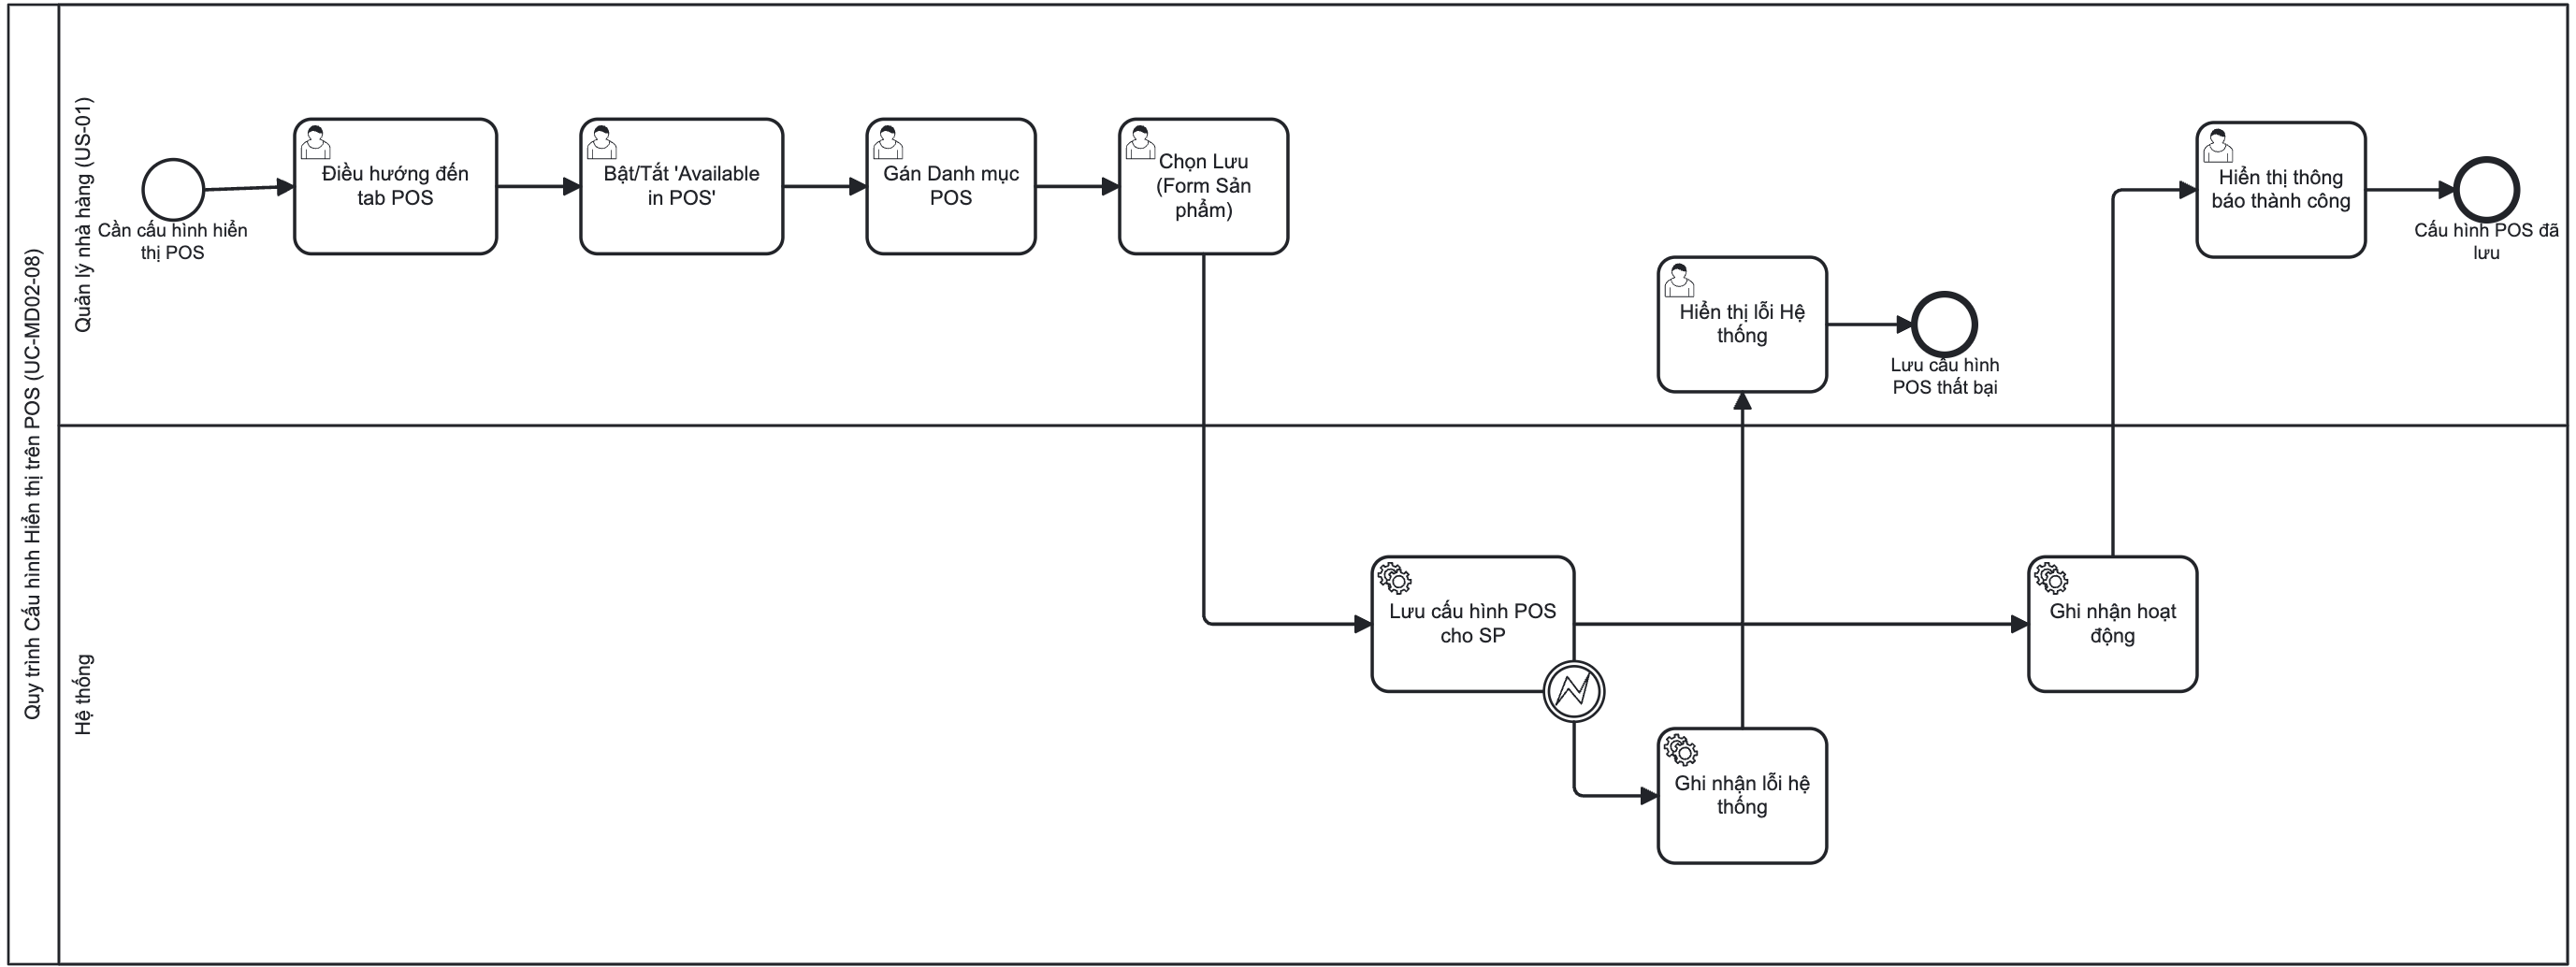 Quy trình Cấu hình Hiển thị trên POS (UC-MD02-08)
Quản lý nhà hàng (US-01)
Cần cấu hình hiển
thị POS
Điều hướng đến
tab POS
Bật/Tắt 'Available
in POS'
Gán Danh mục
POS
Chọn Lưu
(Form Sản
phẩm)
Hiển thị lỗi Hệ
thống
Lưu cấu hình
POS thất bại
Hiển thị thông
báo thành công
Cấu hình POS đã
lưu
Hệ thống
Lưu cấu hình POS
cho SP
Ghi nhận lỗi hệ
thống
Ghi nhận hoạt
động